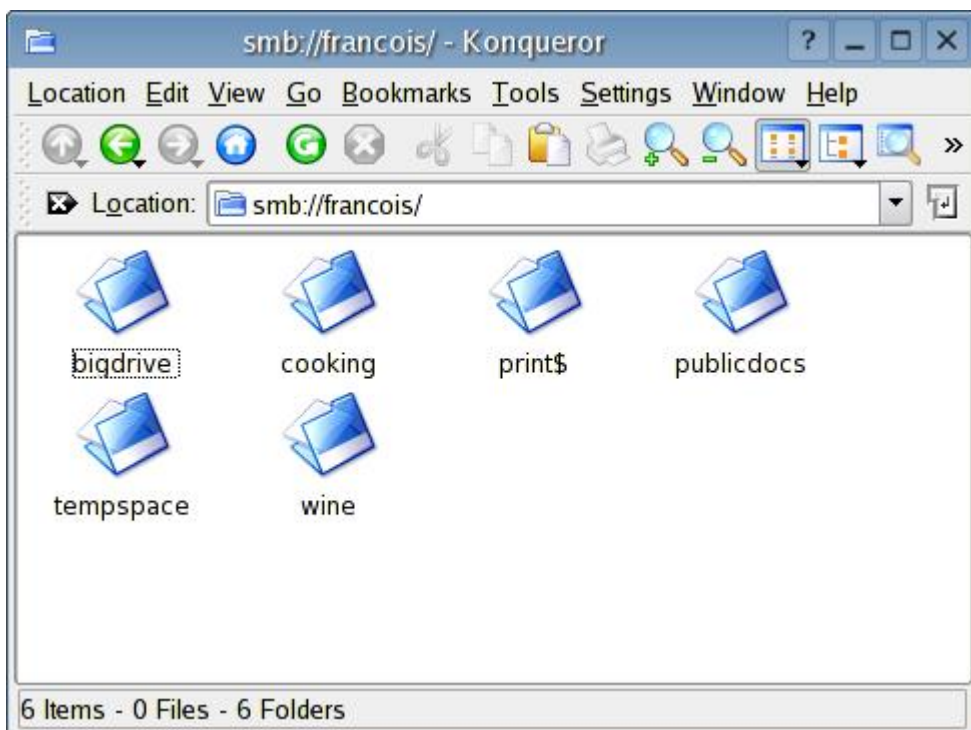 smb://francois/ - Konqueror
Location Edit View Go Bookmarks Tools Settings Window Help
Location: smb://francois/
bigdrive cooking print$ publicdocs
tempspace wine
6 Items - 0 Files - 6 Folders